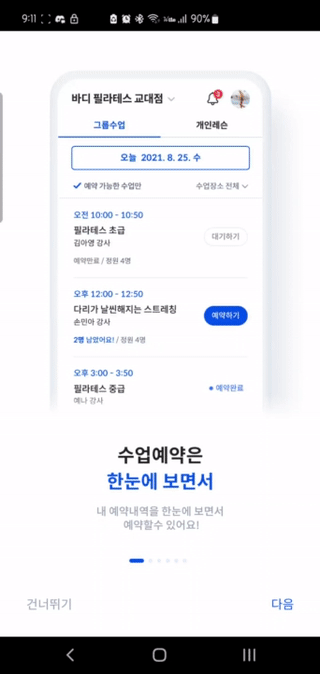 9:11 90%
바디 필라테스 교대점 3
그룹수업 개인레슨
오늘 2021. 8. 25. 수
예약 가능한 수업만 수업장소 전체
오전 10:00 - 10:50
필라테스 초급
대기하기
김아영 강사
예약완료 / 정원 4명
오후 12:00 - 12:50
다리가 날씬해지는 스트레칭
예약하기
손민아 강사
2명 남았어요! / 정원 4명
오후 3:00 - 3:50
필라테스 중급
예약완료
예나 강사
수업예약은
한눈에 보면서
내 예약내역을 한눈에 보면서
예약할수 있어요!
건너뛰기 다음